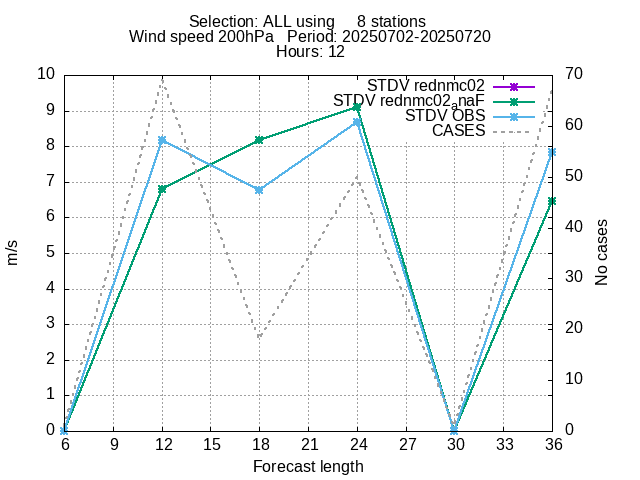 Selection: ALL using     8 stations
Wind speed 200hPa   Period: 20250702-20250720
Hours: 12
STDV rednmc02
STDV rednmc02anaF
STDV OBS
CASES
10
9
8
7
6
5
4
3
2
1
0
m/s
70
60
50
40
30
20
10
0
No cases
6 9 12 15 18 21 24 27 30 33 36
Forecast length